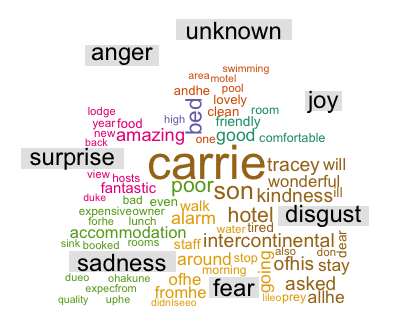 unknown
anger
swimming
area motel
andhe pool
joy
lovely
lodge high bed clean room
year food friendly
new amazing one good comfortable
back
surprise carrie tracey will
view hosts wonderful
fantastic poor son kindness ill
duke bad even walk
expensiveowner alarm hotel disgust
forhe lunch
accommodation water tired dear
sink booked rooms staff intercontinental
also don
sadness around stop going ofhis stay
morning
dueo ohakune ofhe asked
expecfrom fromhe fear allhe
quality uphe lileo prey
didniseeo